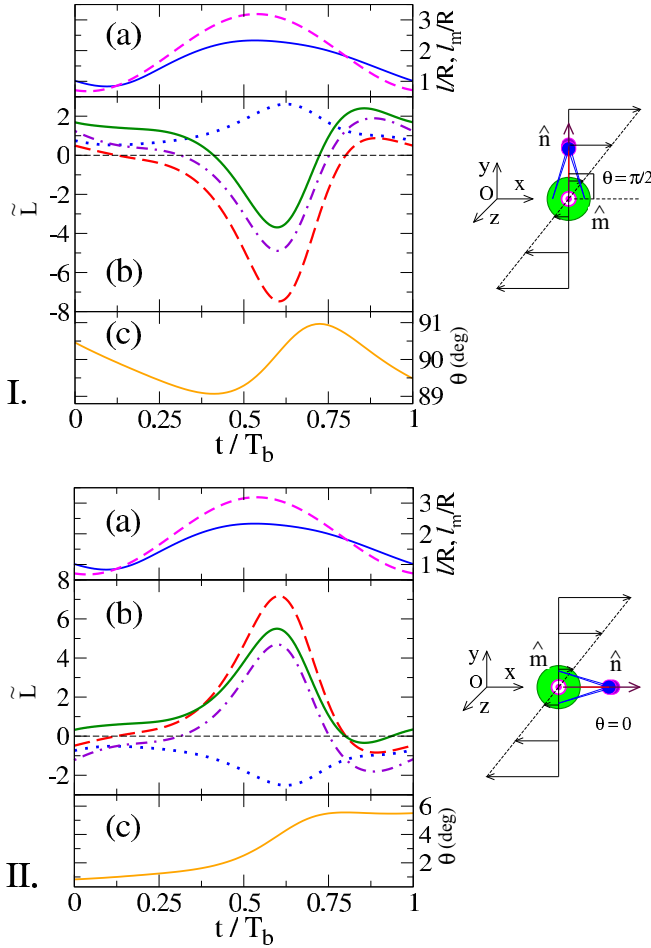 I.
(a)
3
2
1
l/R, l_m/R
2
0
-2
-4
-6
-8
L̃
(b)
(c)
91
90
89
θ (deg)
0 0.25 0.5 0.75 1
t / T_b
n̂
y
O x
z
θ = π/2
m̂
II.
(a)
3
2
1
l/R, l_m/R
8
6
4
2
0
-2
L̃
(b)
(c)
6
4
2
θ (deg)
0 0.25 0.5 0.75 1
t / T_b
m̂ n̂
y
O x
z
θ = 0